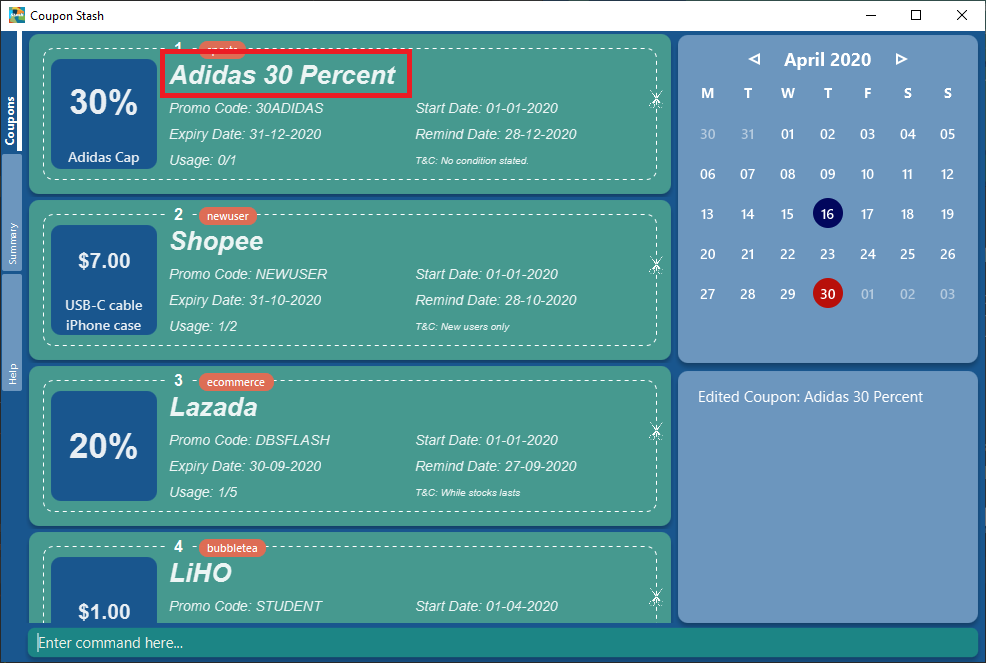 Coupon Stash
Coupons
Summary
Help
1
30%
Adidas Cap
Adidas 30 Percent
Promo Code: 30ADIDAS
Start Date: 01-01-2020
Expiry Date: 31-12-2020
Remind Date: 28-12-2020
Usage: 0/1
T&C: No condition stated.
2 newuser
$7.00
USB-C cable
iPhone case
Shopee
Promo Code: NEWUSER
Start Date: 01-01-2020
Expiry Date: 31-10-2020
Remind Date: 28-10-2020
Usage: 1/2
T&C: New users only
3 ecommerce
20%
Lazada
Promo Code: DBSFLASH
Start Date: 01-01-2020
Expiry Date: 30-09-2020
Remind Date: 27-09-2020
Usage: 1/5
T&C: While stocks lasts
4 bubbletea
$1.00
LiHO
Promo Code: STUDENT
Start Date: 01-04-2020
April 2020
M T W T F S S
30 31 01 02 03 04 05
06 07 08 09 10 11 12
13 14 15 16 17 18 19
20 21 22 23 24 25 26
27 28 29 30 01 02 03
Edited Coupon: Adidas 30 Percent
Enter command here...